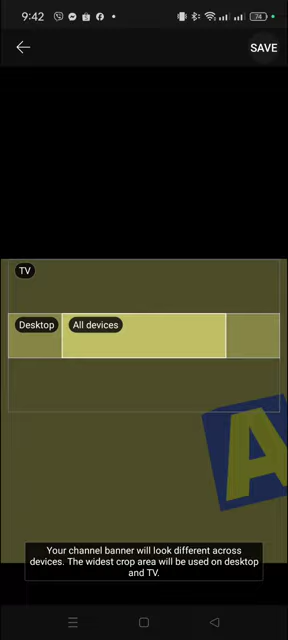 9:42
74
SAVE
TV
Desktop
All devices
A
Your channel banner will look different across
devices. The widest crop area will be used on desktop
and TV.